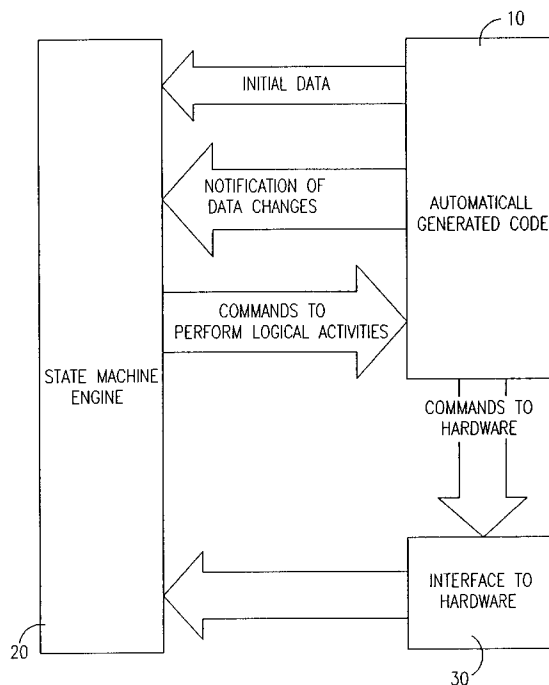 10
INITIAL DATA
NOTIFICATION OF
DATA CHANGES
AUTOMATICALL
GENERATED CODE
COMMANDS TO
PERFORM LOGICAL ACTIVITIES
STATE MACHINE
ENGINE
COMMANDS TO
HARDWARE
INTERFACE TO
HARDWARE
20
30